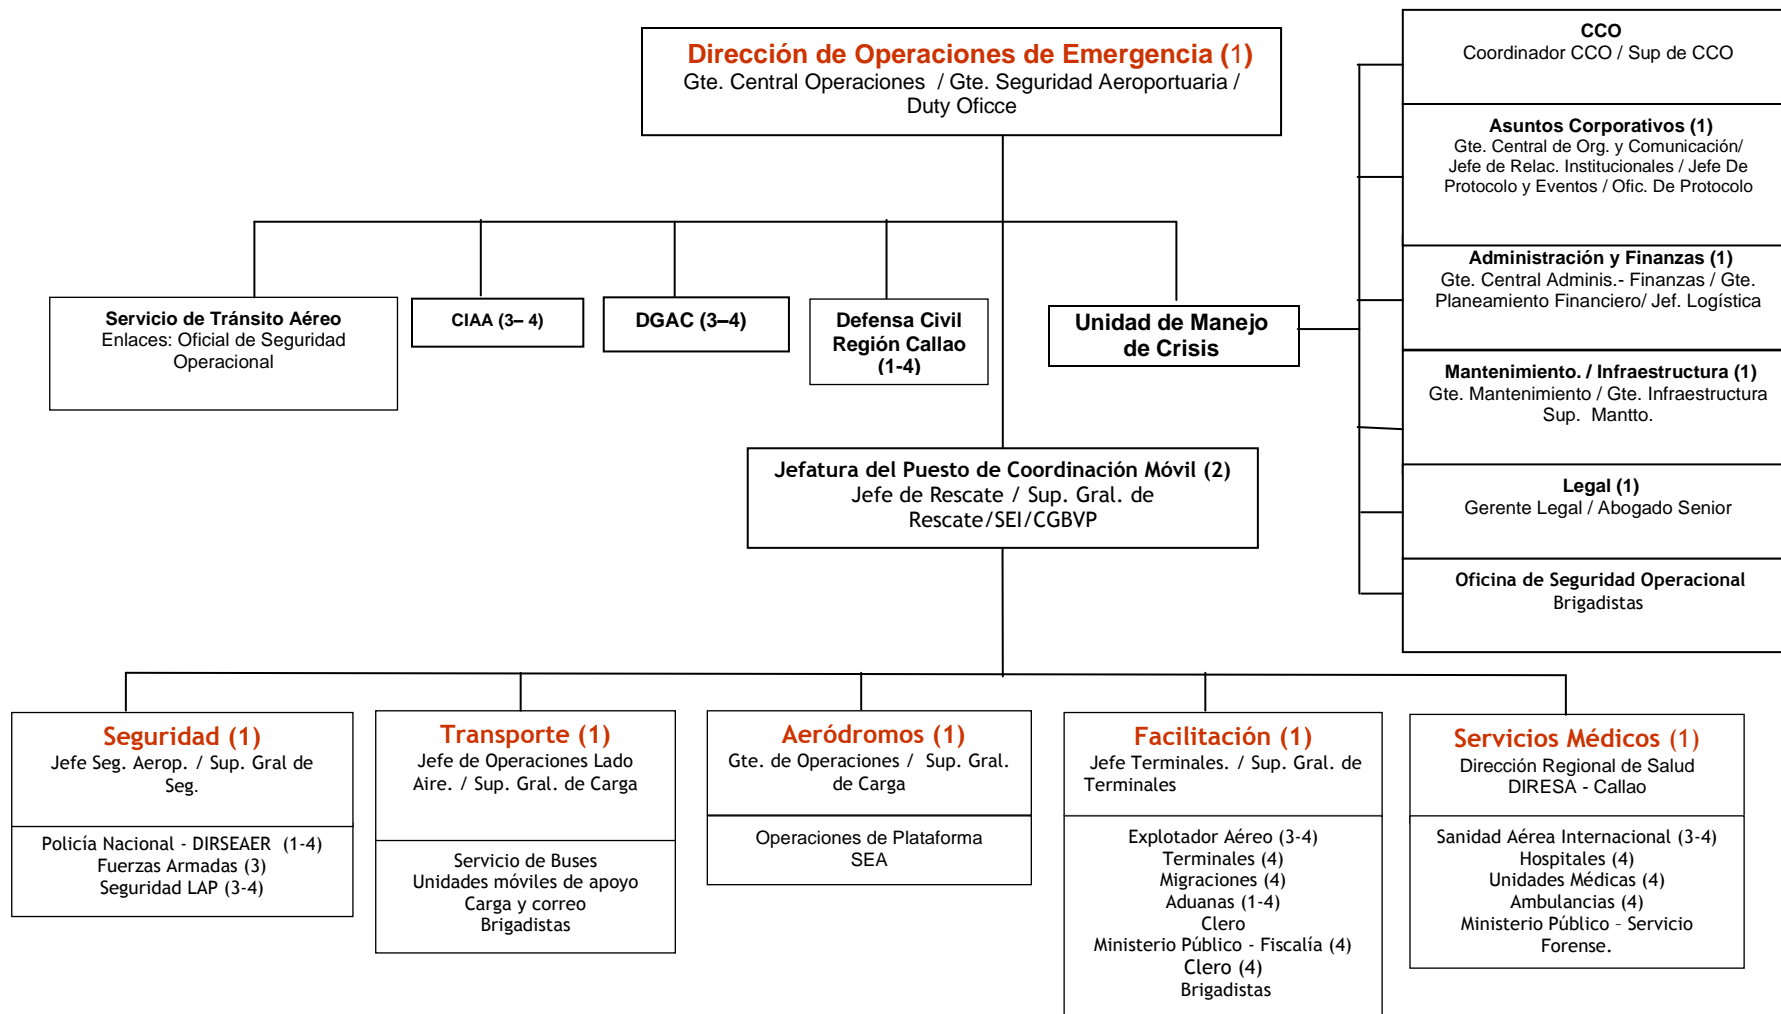 Dirección de Operaciones de Emergencia (1)
Gte. Central Operaciones / Gte. Seguridad Aeroportuaria /
Duty Oficce
CCO
Coordinador CCO / Sup de CCO
Asuntos Corporativos (1)
Gte. Central de Org. y Comunicación/
Jefe de Relac. Institucionales / Jefe De
Protocolo y Eventos / Ofic. De Protocolo
Administración y Finanzas (1)
Gte. Central Adminis.- Finanzas / Gte.
Planeamiento Financiero/ Jef. Logística
Mantenimiento. / Infraestructura (1)
Gte. Mantenimiento / Gte. Infraestructura
Sup. Mantto.
Legal (1)
Gerente Legal / Abogado Senior
Oficina de Seguridad Operacional
Brigadistas
Servicio de Tránsito Aéreo
Enlaces: Oficial de Seguridad
Operacional
CIAA (3– 4)
DGAC (3–4)
Defensa Civil
Región Callao
(1-4)
Unidad de Manejo
de Crisis
Jefatura del Puesto de Coordinación Móvil (2)
Jefe de Rescate / Sup. Gral. de
Rescate/SEI/CGBVP
Seguridad (1)
Jefe Seg. Aerop. / Sup. Gral de
Seg.
Policía Nacional - DIRSEAER (1-4)
Fuerzas Armadas (3)
Seguridad LAP (3-4)
Transporte (1)
Jefe de Operaciones Lado
Aire. / Sup. Gral. de Carga
Servicio de Buses
Unidades móviles de apoyo
Carga y correo
Brigadistas
Aeródromos (1)
Gte. de Operaciones / Sup. Gral.
de Carga
Operaciones de Plataforma
SEA
Facilitación (1)
Jefe Terminales. / Sup. Gral. de
Terminales
Explotador Aéreo (3-4)
Terminales (4)
Migraciones (4)
Aduanas (1-4)
Clero
Ministerio Público - Fiscalía (4)
Clero (4)
Brigadistas
Servicios Médicos (1)
Dirección Regional de Salud
DIRESA - Callao
Sanidad Aérea Internacional (3-4)
Hospitales (4)
Unidades Médicas (4)
Ambulancias (4)
Ministerio Público – Servicio
Forense.